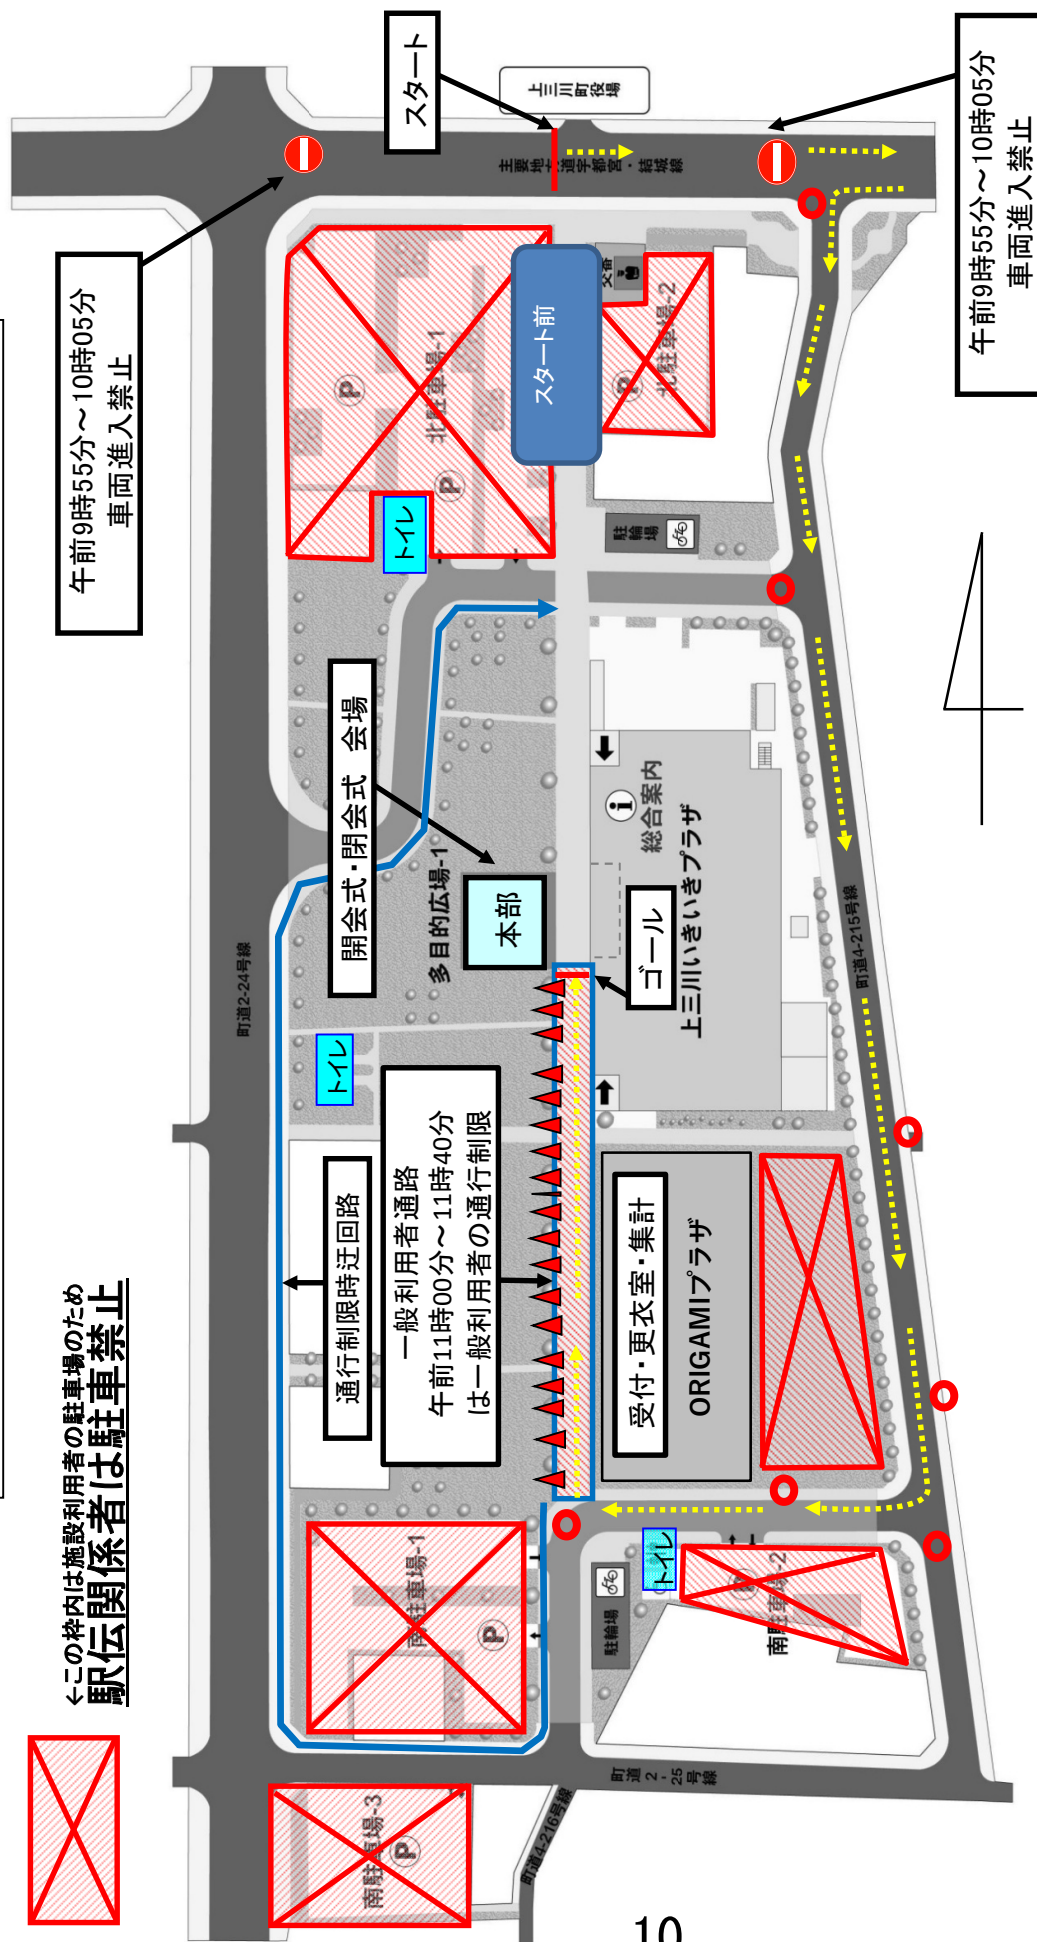 ←この枠内は施設利用者の駐車場のため
駅伝関係者は駐車禁止
午前9時55分～10時05分
車両進入禁止
スタート
上三川町役場
午前9時55分～10時05分
車両進入禁止
主要地方道宇都宮・結城線
スタート前
交番
北駐車場-1
P
P
北駐車場-2
P
トイレ
駐輪場
開会式・閉会式 会場
多目的広場-1
本部
総合案内
上三川いきいきプラザ
ゴール
町道2-24号線
町道4-215号線
トイレ
通行制限時迂回路
一般利用者通路
午前11時00分～11時40分
は一般利用者の通行制限
受付・更衣室・集計
ORIGAMIプラザ
南駐車場-1
P
駐輪場
トイレ
南駐車場-2
P
町道2-25号線
町道4-216号線
南駐車場-3
P
10